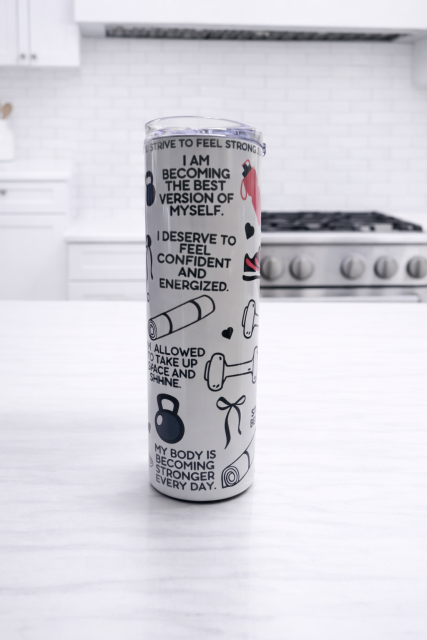 STRIVE TO FEEL STRONG
I AM
BECOMING
THE BEST
VERSION OF
MYSELF.
I DESERVE TO
FEEL
CONFIDENT
AND
ENERGIZED.
ALLOWED
TO TAKE UP
SPACE AND
SHHNE.
MY BODY IS
BECOMING
STRONGER
EVERY DAY.